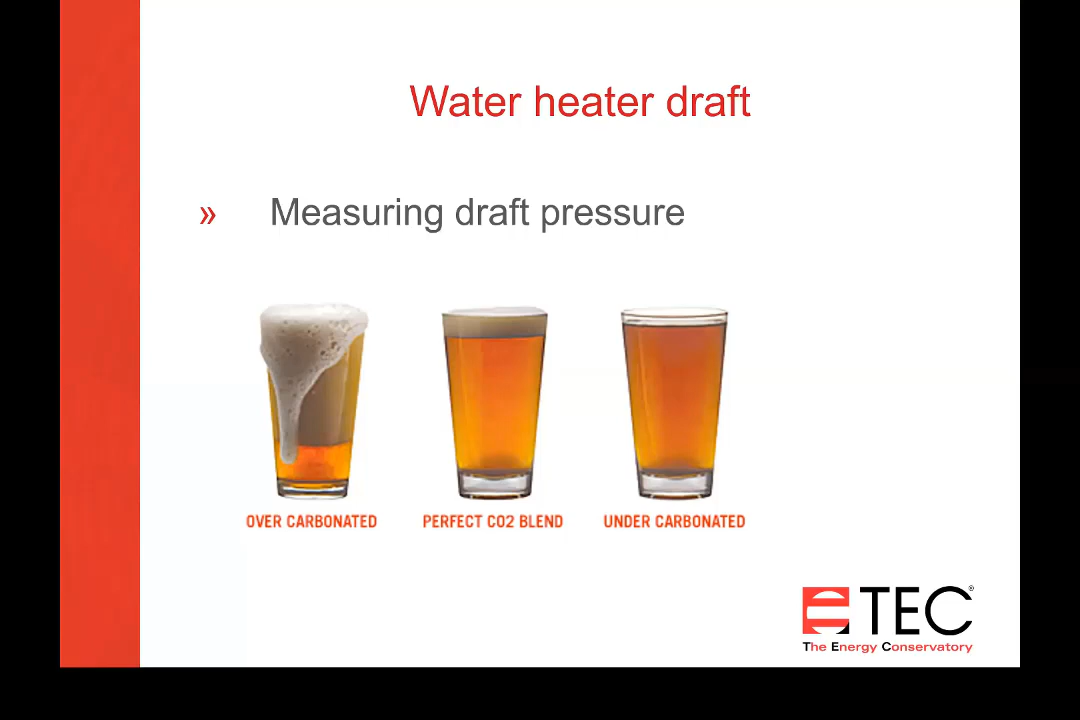 Water heater draft
» Measuring draft pressure
OVER CARBONATED
PERFECT CO2 BLEND
UNDER CARBONATED
TEC®
The Energy Conservatory